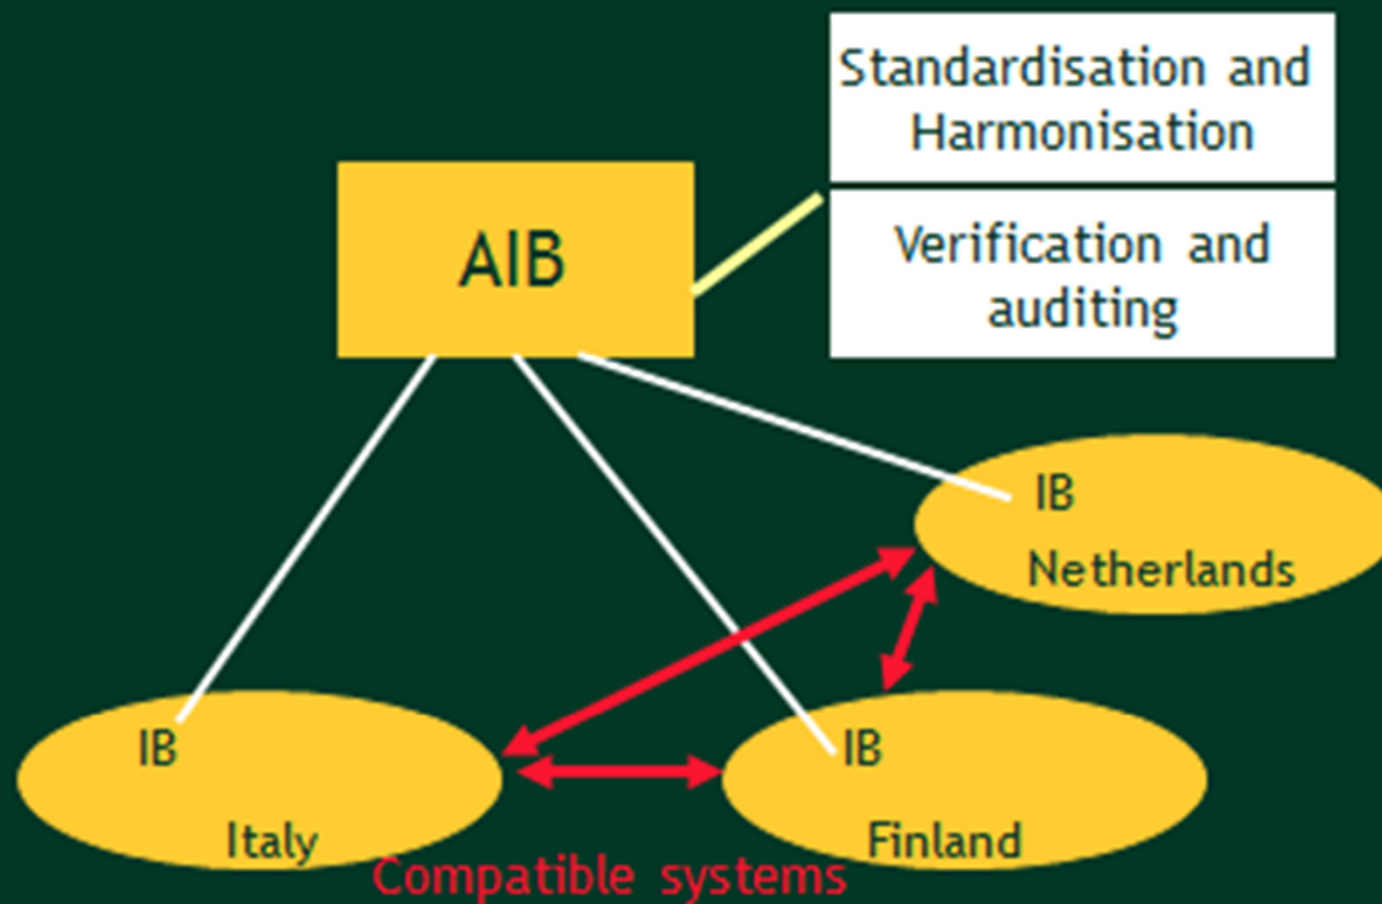 Standardisation and
Harmonisation
AIB
Verification and
auditing
IB
Netherlands
IB
Italy
IB
Finland
Compatible systems